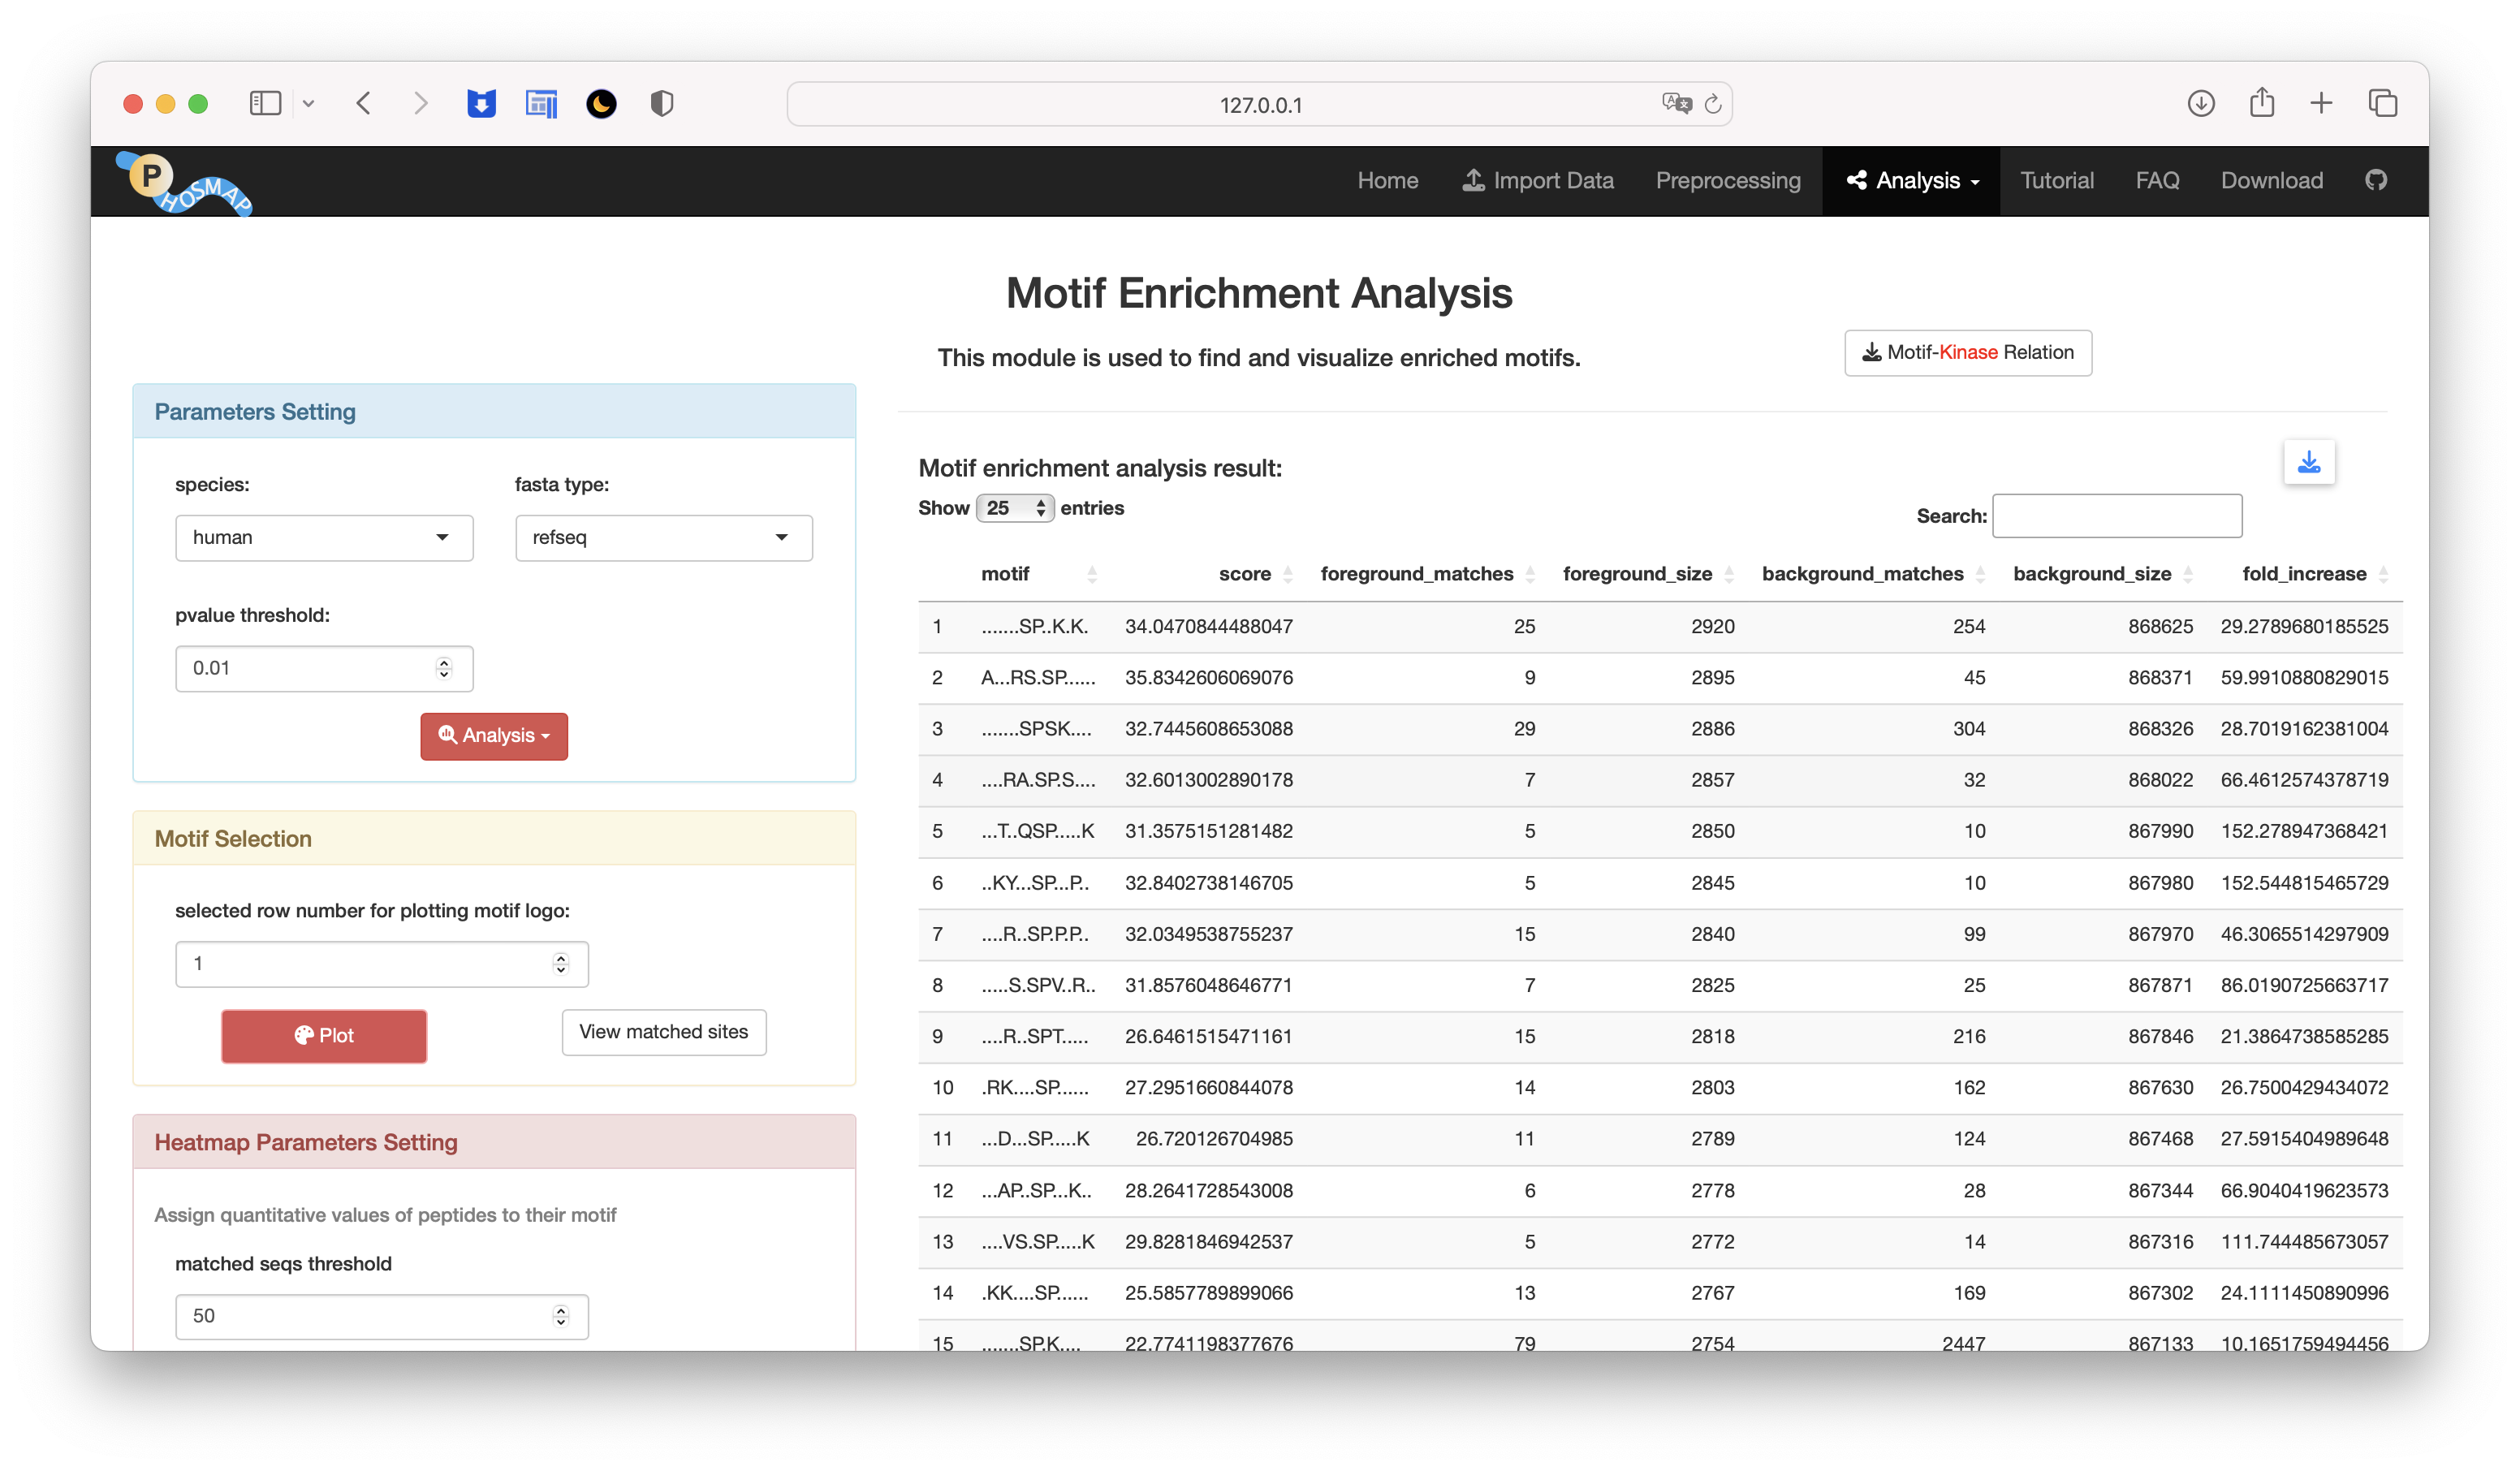 127.0.0.1
PHOSMAP
Home Import Data Preprocessing Analysis Tutorial FAQ Download
Motif Enrichment Analysis
This module is used to find and visualize enriched motifs.
Motif-Kinase Relation
Parameters Setting
species: fasta type:
human refseq
pvalue threshold:
0.01
Analysis
Motif Selection
selected row number for plotting motif logo:
1
Plot View matched sites
Heatmap Parameters Setting
Assign quantitative values of peptides to their motif
matched seqs threshold
50
Motif enrichment analysis result:
Show 25 entries
Search:
motif score foreground_matches foreground_size background_matches background_size fold_increase
1 .......SP..K.K. 34.0470844488047 25 2920 254 868625 29.2789680185525
2 A...RS.SP...... 35.8342606069076 9 2895 45 868371 59.9910880829015
3 .......SPSK.... 32.7445608653088 29 2886 304 868326 28.7019162381004
4 ....RA.SP.S.... 32.6013002890178 7 2857 32 868022 66.4612574378719
5 ...T..QSP.....K 31.3575151281482 5 2850 10 867990 152.278947368421
6 ..KY...SP...P.. 32.8402738146705 5 2845 10 867980 152.544815465729
7 ....R..SP.P.P.. 32.0349538755237 15 2840 99 867970 46.3065514297909
8 .....S.SPV..R.. 31.8576048646771 7 2825 25 867871 86.0190725663717
9 ....R..SPT..... 26.6461515471161 15 2818 216 867846 21.3864738585285
10 .RK....SP...... 27.2951660844078 14 2803 162 867630 26.7500429434072
11 ...D...SP.....K 26.720126704985 11 2789 124 867468 27.5915404989648
12 ...AP..SP...K.. 28.2641728543008 6 2778 28 867344 66.9040419623573
13 ....VS.SP.....K 29.8281846942537 5 2772 14 867316 111.744485673057
14 .KK....SP...... 25.5857789899066 13 2767 169 867302 24.1111450890996
15 .......SP.K.... 22.7741198377676 79 2754 2447 867133 10.1651759494456